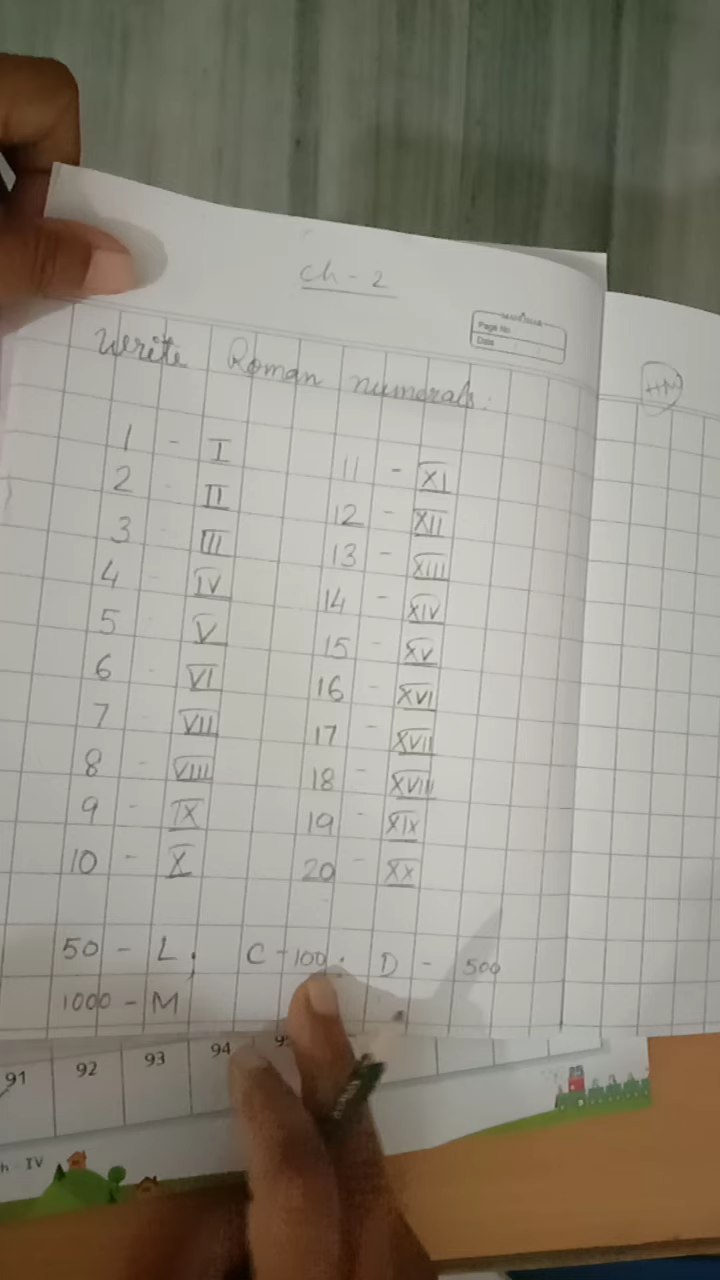 Ch - 2
Page No
Date
Write Roman numerals:
HM
1 - I 11 - XI
2 - II 12 - XII
3 III 13 - XIII
4 - IV 14 - XIV
5 - V 15 - XV
6 - VI 16 - XVI
7 - VII 17 - XVII
8 - VIII 18 - XVIII
9 - IX 19 - XIX
10 - X 20 - XX
50 - L; C - 100; D - 500
1000 - M
91 92 93 94
IV